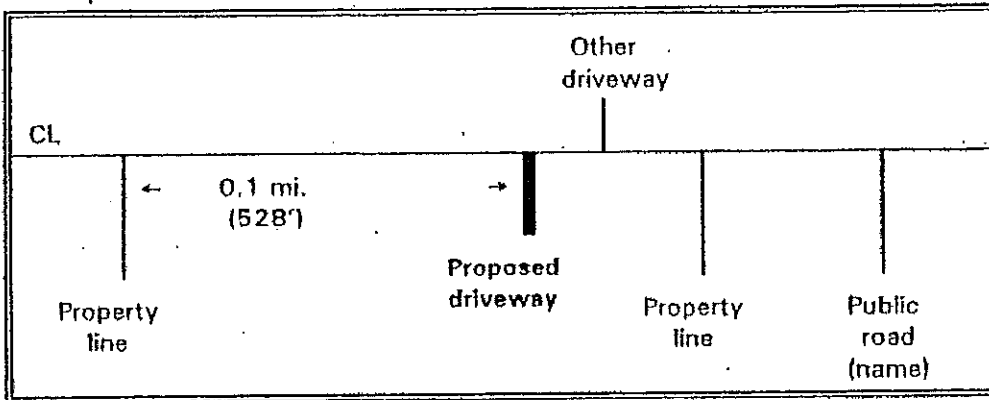 Other
driveway
CL
← 0.1 mi. →
(528')
Proposed
driveway
Property
line
Property
line
Public
road
(name)